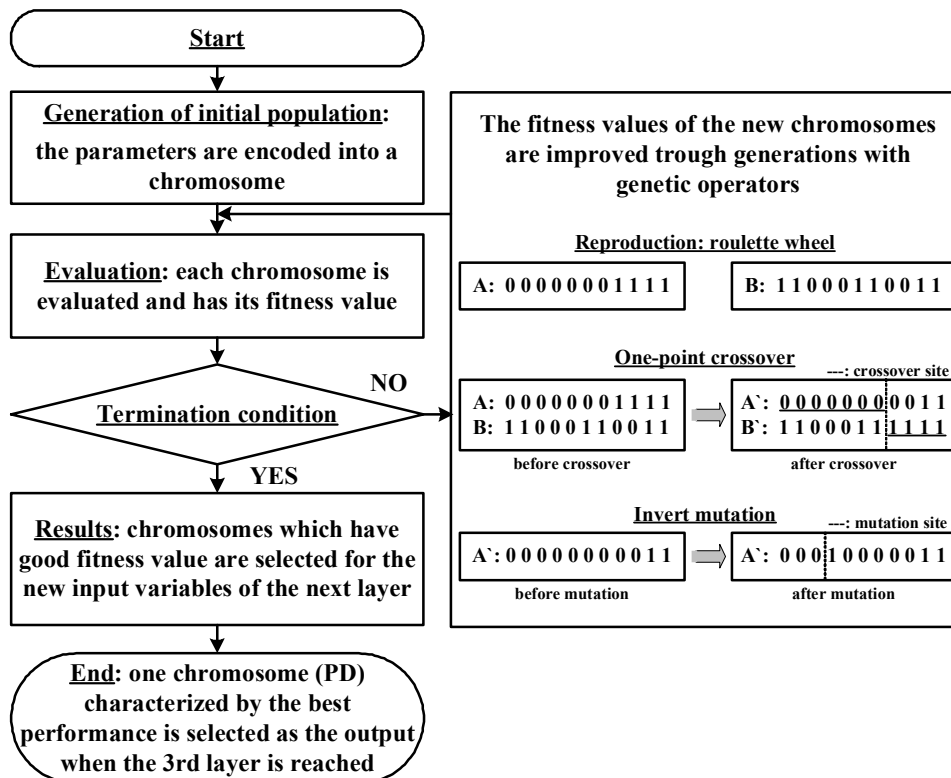 Start
Generation of initial population:
the parameters are encoded into a
chromosome
Evaluation: each chromosome is
evaluated and has its fitness value
NO
Termination condition
YES
Results: chromosomes which have
good fitness value are selected for the
new input variables of the next layer
End: one chromosome (PD)
characterized by the best
performance is selected as the output
when the 3rd layer is reached
The fitness values of the new chromosomes
are improved trough generations with
genetic operators
Reproduction: roulette wheel
A: 0 0 0 0 0 0 0 1 1 1 1
B: 1 1 0 0 0 1 1 0 0 1 1
One-point crossover
---: crossover site
A: 0 0 0 0 0 0 0 1 1 1 1
B: 1 1 0 0 0 1 1 0 0 1 1
before crossover
A`: 0 0 0 0 0 0 0 0 0 1 1
B`: 1 1 0 0 0 1 1 1 1 1 1
after crossover
Invert mutation
---: mutation site
A`: 0 0 0 0 0 0 0 0 0 1 1
before mutation
A`: 0 0 0 1 0 0 0 0 0 1 1
after mutation